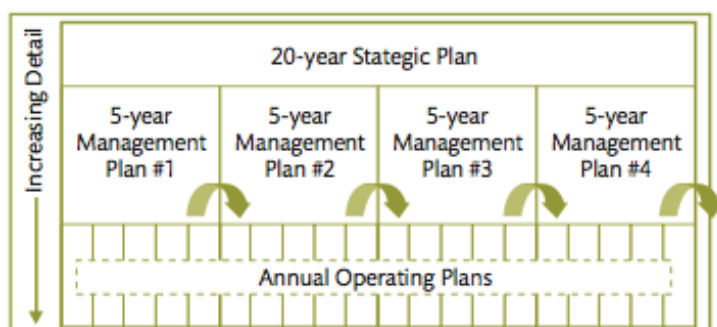 Increasing Detail
20-year Stategic Plan
5-year
Management
Plan #1
5-year
Management
Plan #2
5-year
Management
Plan #3
5-year
Management
Plan #4
Annual Operating Plans